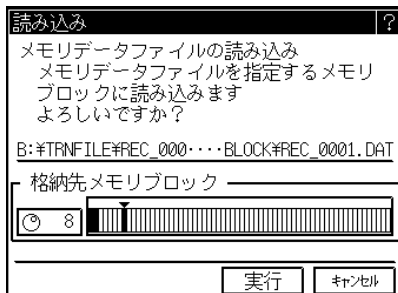 読み込み ?
メモリデータファイルの読み込み
メモリデータファイルを指定するメモリ
ブロックに読み込みます
よろしいですか？
B:¥TRNFILE¥REC_000････BLOCK¥REC_0001.DAT
格納先メモリブロック
8
実行 ｷｬﾝｾﾙ